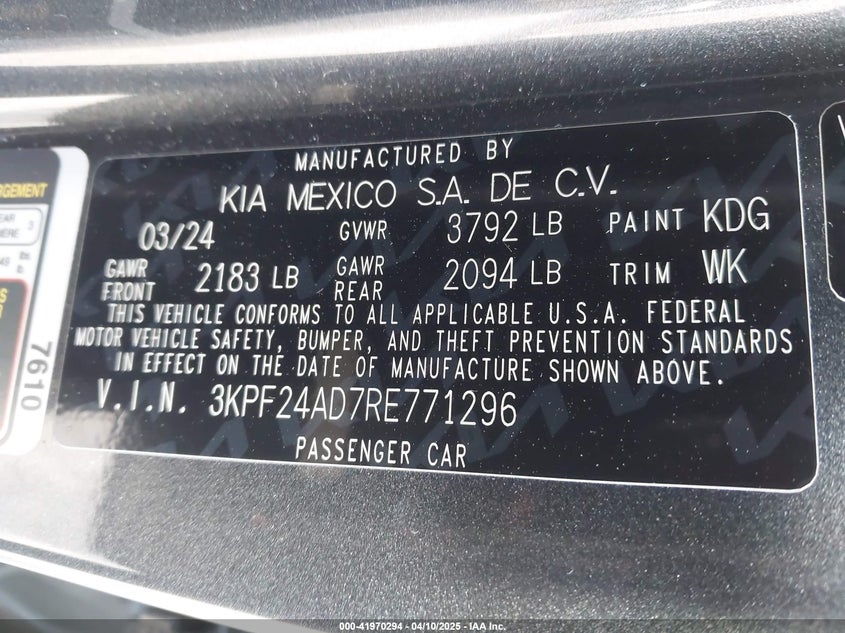 MANUFACTURED BY
KIA MEXICO S.A. DE C.V.
03/24 GVWR 3792 LB PAINT KDG
GAWR FRONT 2183 LB GAWR REAR 2094 LB TRIM WK
THIS VEHICLE CONFORMS TO ALL APPLICABLE U.S.A. FEDERAL
MOTOR VEHICLE SAFETY, BUMPER, AND THEFT PREVENTION STANDARDS
IN EFFECT ON THE DATE OF MANUFACTURE SHOWN ABOVE.
V.I.N. 3KPF24AD7RE771296
PASSENGER CAR
7610
000-41970294 - 04/10/2025 - IAA Inc.